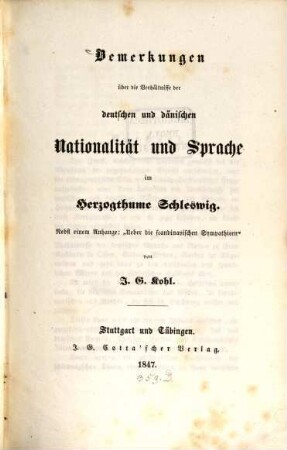 Bemerkungen
über die Verhältnisse der
deutschen und dänischen
Nationalität und Sprache
im
Herzogthume Schleswig.
Nebst einem Anhange: „Ueber die scandinavischen Sympathieen“
von
J. G. Kohl.
Stuttgart und Tübingen.
J. G. Cotta'scher Verlag.
1847.